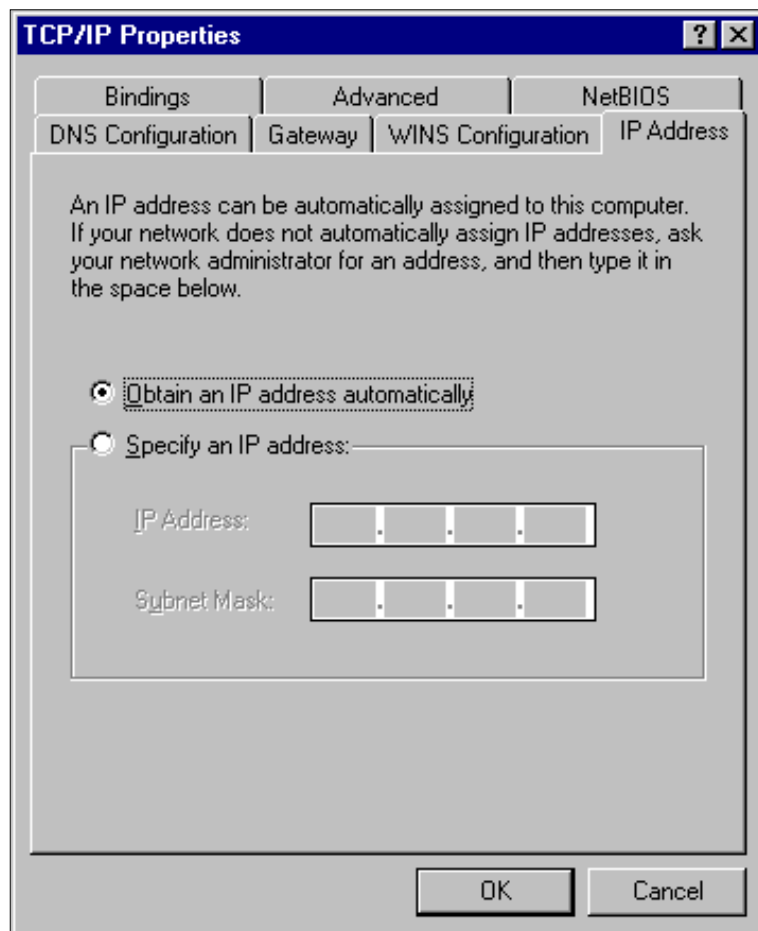 TCP/IP Properties
? X
Bindings Advanced NetBIOS
DNS Configuration Gateway WINS Configuration IP Address
An IP address can be automatically assigned to this computer.
If your network does not automatically assign IP addresses, ask
your network administrator for an address, and then type it in
the space below.
Obtain an IP address automatically
Specify an IP address:
IP Address: . . .
Subnet Mask: . . .
OK Cancel